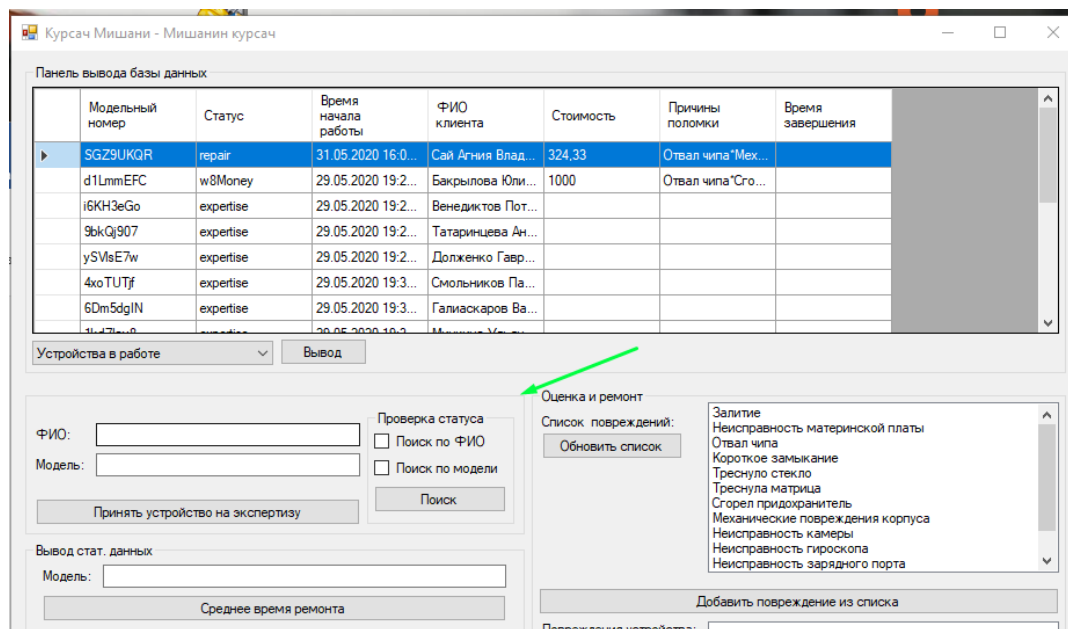 Курсач Мишани - Мишанин курсач
Панель вывода базы данных
Модельный номер Статус Время начала работы ФИО клиента Стоимость Причины поломки Время завершения
SGZ9UKQR repair 31.05.2020 16:0... Сай Агния Влад... 324,33 Отвал чипа*Мех...
d1LmmEFC w8Money 29.05.2020 19:2... Бакрылова Юли... 1000 Отвал чипа*Сго...
i6KH3eGo expertise 29.05.2020 19:2... Венедиктов Пот...
9bkQj907 expertise 29.05.2020 19:2... Татаринцева Ан...
ySVlsE7w expertise 29.05.2020 19:2... Долженко Гавр...
4xoTUTjf expertise 29.05.2020 19:3... Смольников Па...
6Dm5dgIN expertise 29.05.2020 19:3... Галиаскаров Ва...
Устройства в работе Вывод
ФИО:
Модель:
Принять устройство на экспертизу
Проверка статуса
Поиск по ФИО
Поиск по модели
Поиск
Оценка и ремонт
Список повреждений:
Обновить список
Залитие
Неисправность материнской платы
Отвал чипа
Короткое замыкание
Треснуло стекло
Треснула матрица
Сгорел придохранитель
Механические повреждения корпуса
Неисправность камеры
Неисправность гироскопа
Неисправность зарядного порта
Вывод стат. данных
Модель:
Среднее время ремонта
Добавить повреждение из списка